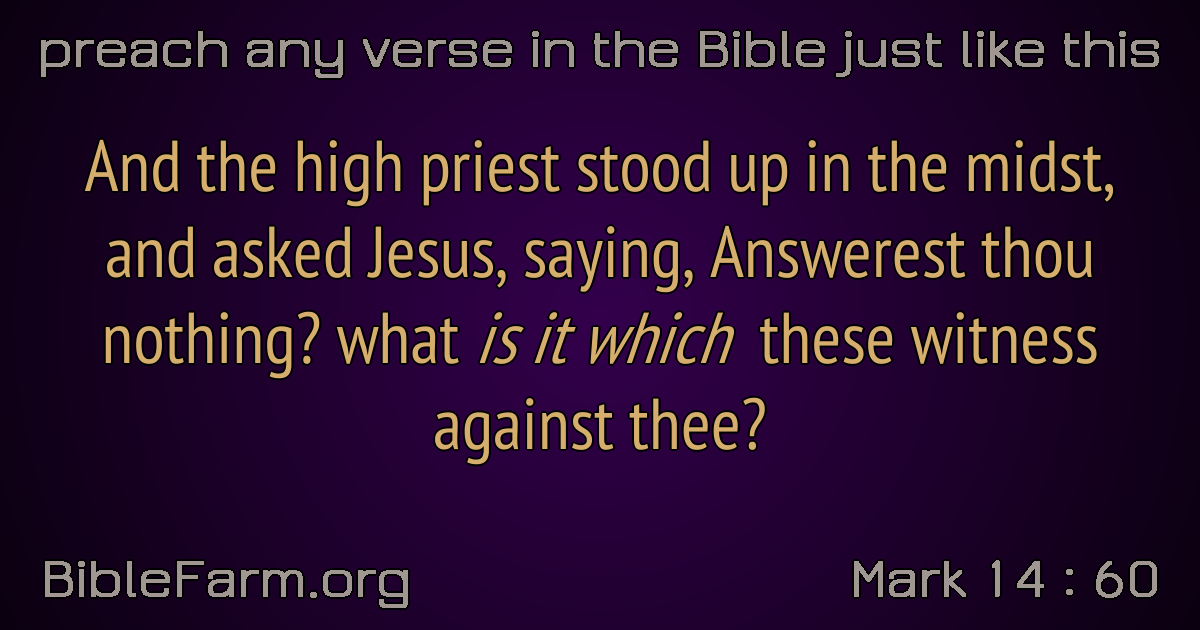 preach any verse in the Bible just like this
And the high priest stood up in the midst,
and asked Jesus, saying, Answerest thou
nothing? what is it which these witness
against thee?
BibleFarm.org
Mark 14 : 60